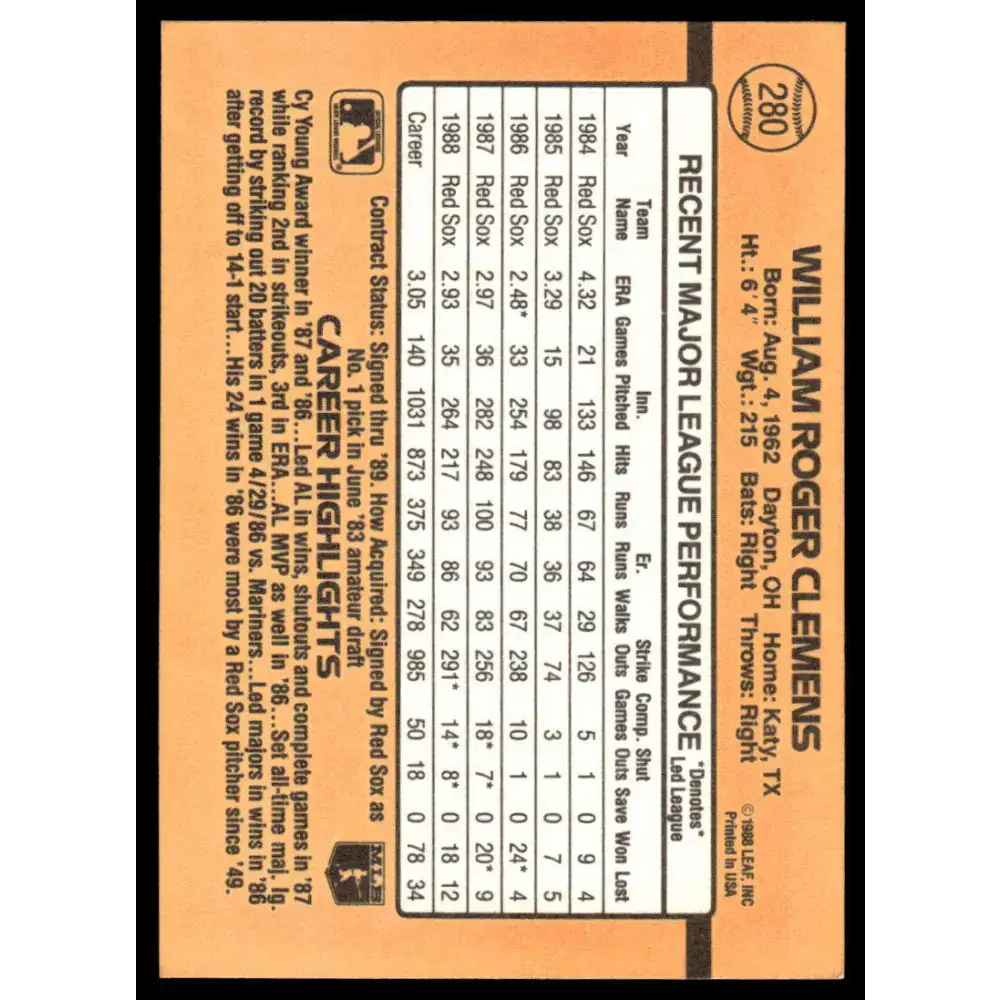 280
WILLIAM ROGER CLEMENS
Born: Aug. 4, 1962 Dayton, OH Home: Katy, TX
Ht.: 6'4" Wgt.: 215 Bats: Right Throws: Right
© 1988 LEAF, INC
Printed in USA
RECENT MAJOR LEAGUE PERFORMANCE
*Denotes*
Led League
Team Inn. Er. Strike Comp. Shut
Year Name ERA Games Pitched Hits Runs Runs Walks Outs Games Outs Save Won Lost
1984 Red Sox 4.32 21 133 146 67 64 29 126 5 1 0 9 4
1985 Red Sox 3.29 15 98 83 38 36 37 74 3 1 0 7 5
1986 Red Sox 2.48* 33 254 179 77 70 67 238 10 1 0 24* 4
1987 Red Sox 2.97 36 282 248 100 93 83 256 18* 7* 0 20* 9
1988 Red Sox 2.93 35 264 217 93 86 62 291* 14* 8* 0 18 12
Career 3.05 140 1031 873 375 349 278 985 50 18 0 78 34
Contract Status: Signed thru '89. How Acquired: Signed by Red Sox as
No. 1 pick in June '83 amateur draft
MLB
CAREER HIGHLIGHTS
Cy Young Award winner in '87 and '86...Led AL in wins, shutouts and complete games in '87
while ranking 2nd in strikeouts, 3rd in ERA...AL MVP as well in '86...Set all-time maj. lg.
record by striking out 20 batters in 1 game 4/29/86 vs. Mariners...Led majors in wins in '86
after getting off to 14-1 start...His 24 wins in '86 were most by a Red Sox pitcher since '49.